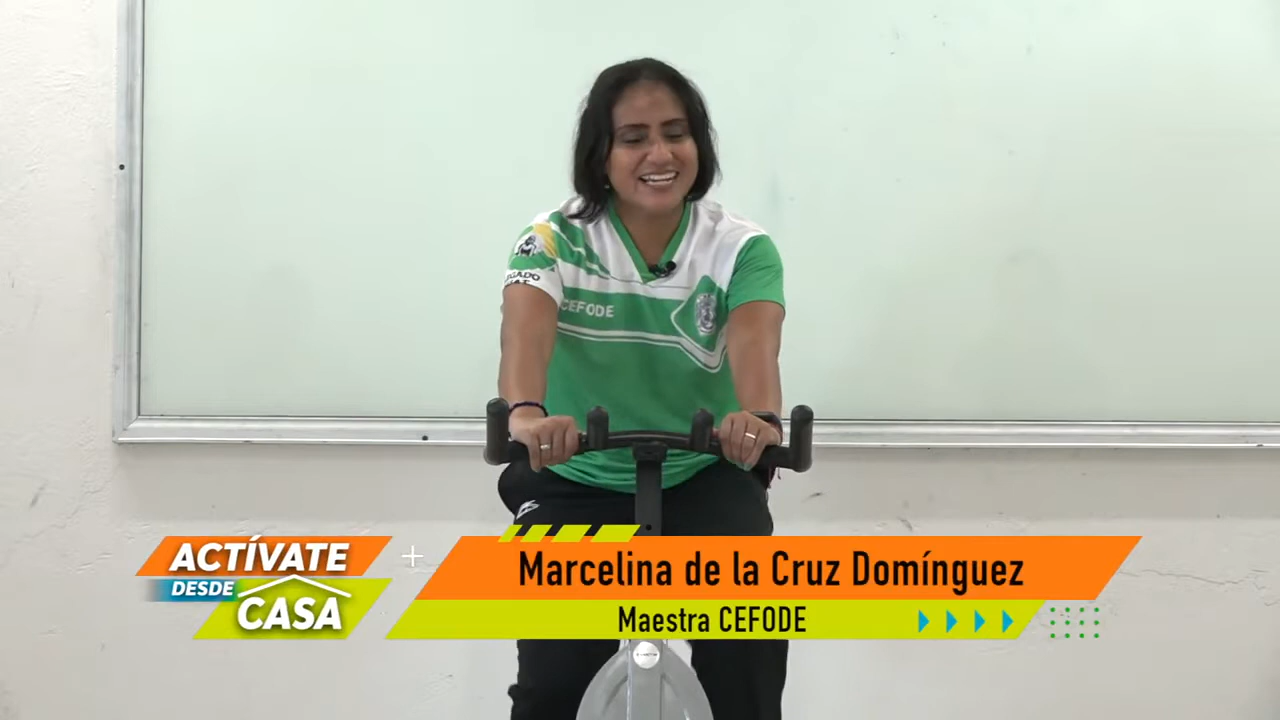 CEFODE
ACTÍVATE
DESDE
CASA
Marcelina de la Cruz Domínguez
Maestra CEFODE